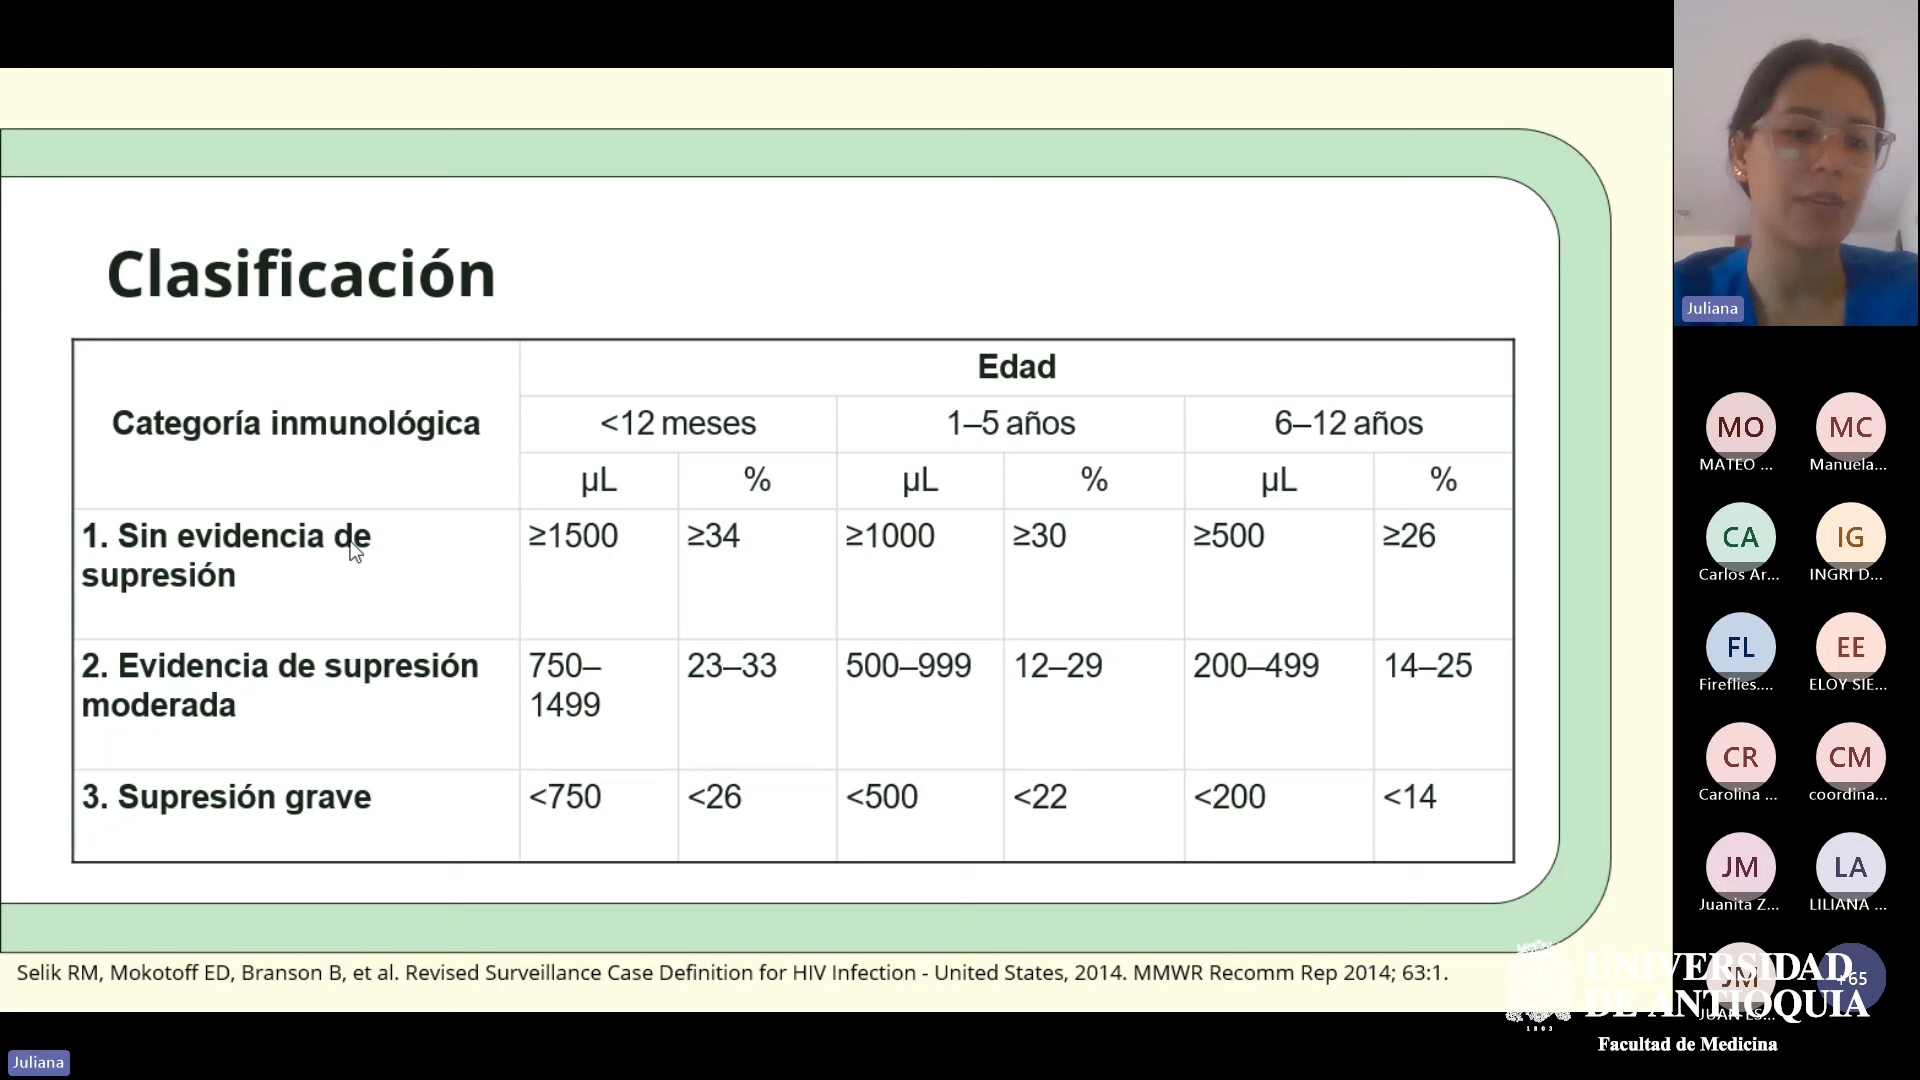 Clasificación
Categoría inmunológica
Edad
<12 meses
1–5 años
6–12 años
µL
%
µL
%
µL
%
1. Sin evidencia de
supresión
≥1500
≥34
≥1000
≥30
≥500
≥26
2. Evidencia de supresión
moderada
750–
1499
23–33
500–999
12–29
200–499
14–25
3. Supresión grave
<750
<26
<500
<22
<200
<14
Selik RM, Mokotoff ED, Branson B, et al. Revised Surveillance Case Definition for HIV Infection - United States, 2014. MMWR Recomm Rep 2014; 63:1.
Juliana
Juliana
MO
MATEO ...
MC
Manuela...
CA
Carlos Ar...
IG
INGRI D...
FL
Fireflies....
EE
ELOY SIE...
CR
Carolina ...
CM
coordina...
JM
Juanita Z...
LA
LILIANA ...
JM
JUAN ES...
+65
UNIVERSIDAD
DE ANTIOQUIA
1803
Facultad de Medicina